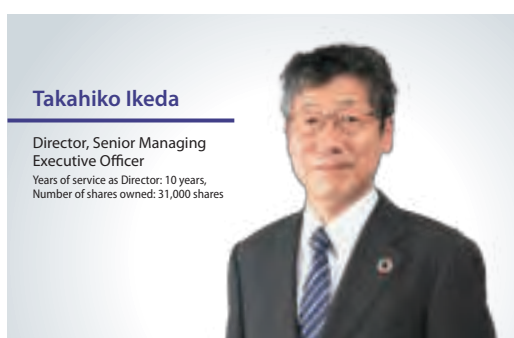 Takahiko Ikeda
Director, Senior Managing
Executive Officer
Years of service as Director: 10 years,
Number of shares owned: 31,000 shares